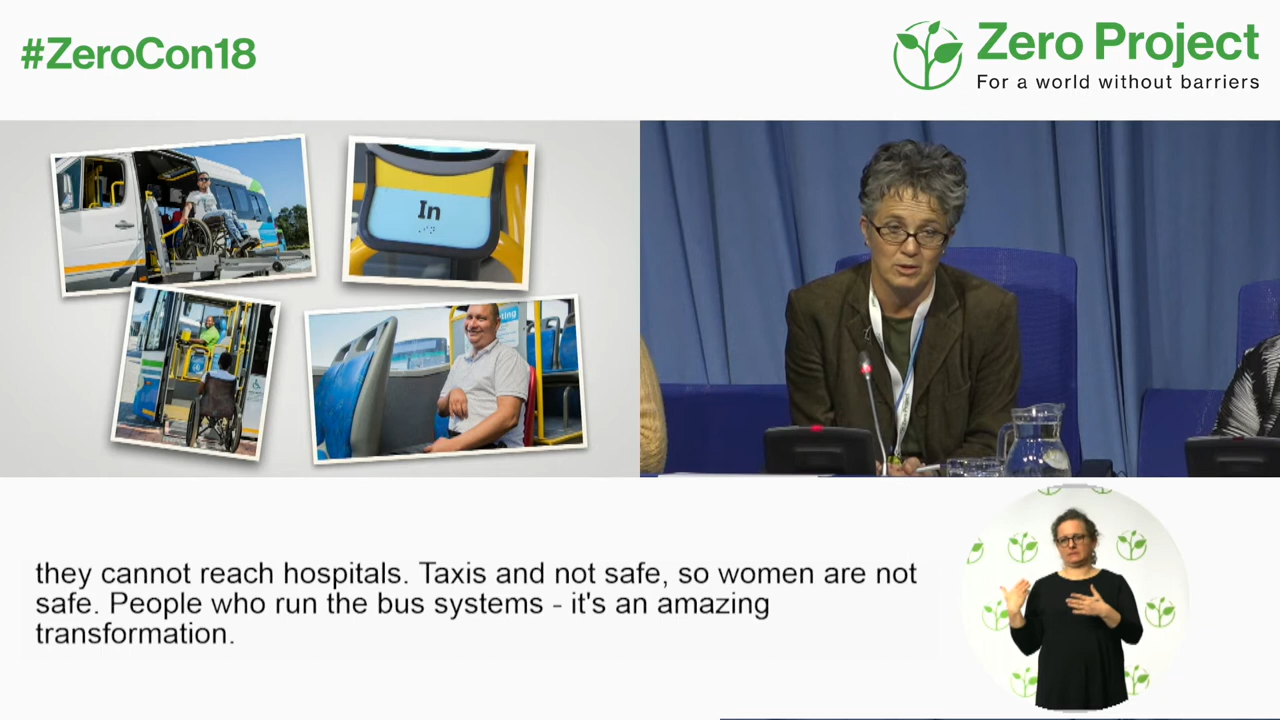 #ZeroCon18
Zero Project
For a world without barriers
In
they cannot reach hospitals. Taxis and not safe, so women are not
safe. People who run the bus systems - it's an amazing
transformation.